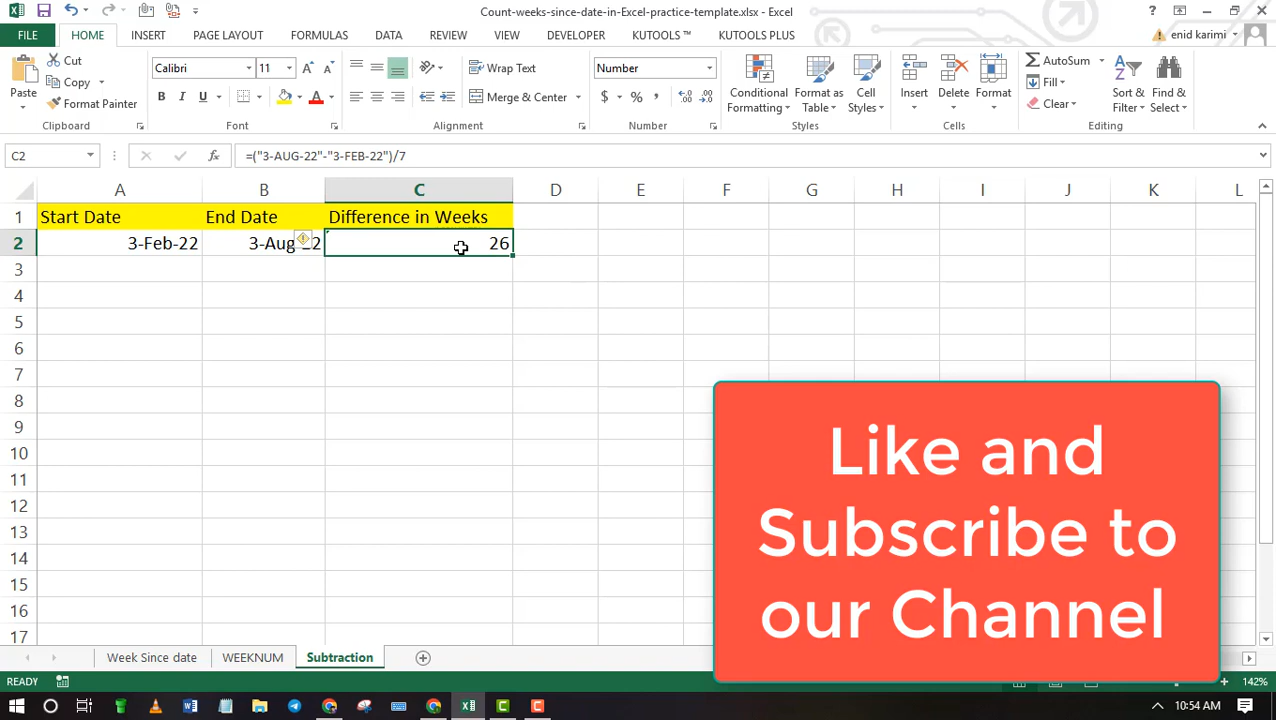 Count-weeks-since-date-in-Excel-practice-template.xlsx - Excel
FILE HOME INSERT PAGE LAYOUT FORMULAS DATA REVIEW VIEW DEVELOPER KUTOOLS ™ KUTOOLS PLUS enid karimi
Paste
Cut
Copy
Format Painter
Clipboard
Calibri 11
B I U
Font
Wrap Text
Merge & Center
Alignment
Number
$ % ,
Number
Conditional Formatting
Format as Table
Cell Styles
Styles
Insert Delete Format
Cells
AutoSum
Fill
Clear
Sort & Filter
Find & Select
Editing
C2 fx =("3-AUG-22"-"3-FEB-22")/7
A B C D E F G H I J K L
1 Start Date End Date Difference in Weeks
2 3-Feb-22 3-Aug 2 26
3
4
5
6
7
8
9
10
11
12
13
14
15
16
17
Like and
Subscribe to
our Channel
Week Since date WEEKNUM Subtraction
READY 142%
10:54 AM